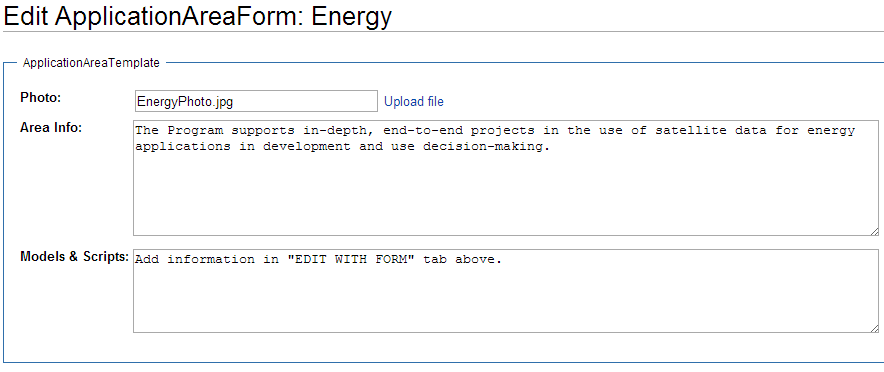 Edit ApplicationAreaForm: Energy
ApplicationAreaTemplate
Photo: EnergyPhoto.jpg Upload file
Area Info: The Program supports in-depth, end-to-end projects in the use of satellite data for energy
applications in development and use decision-making.
Models & Scripts: Add information in "EDIT WITH FORM" tab above.